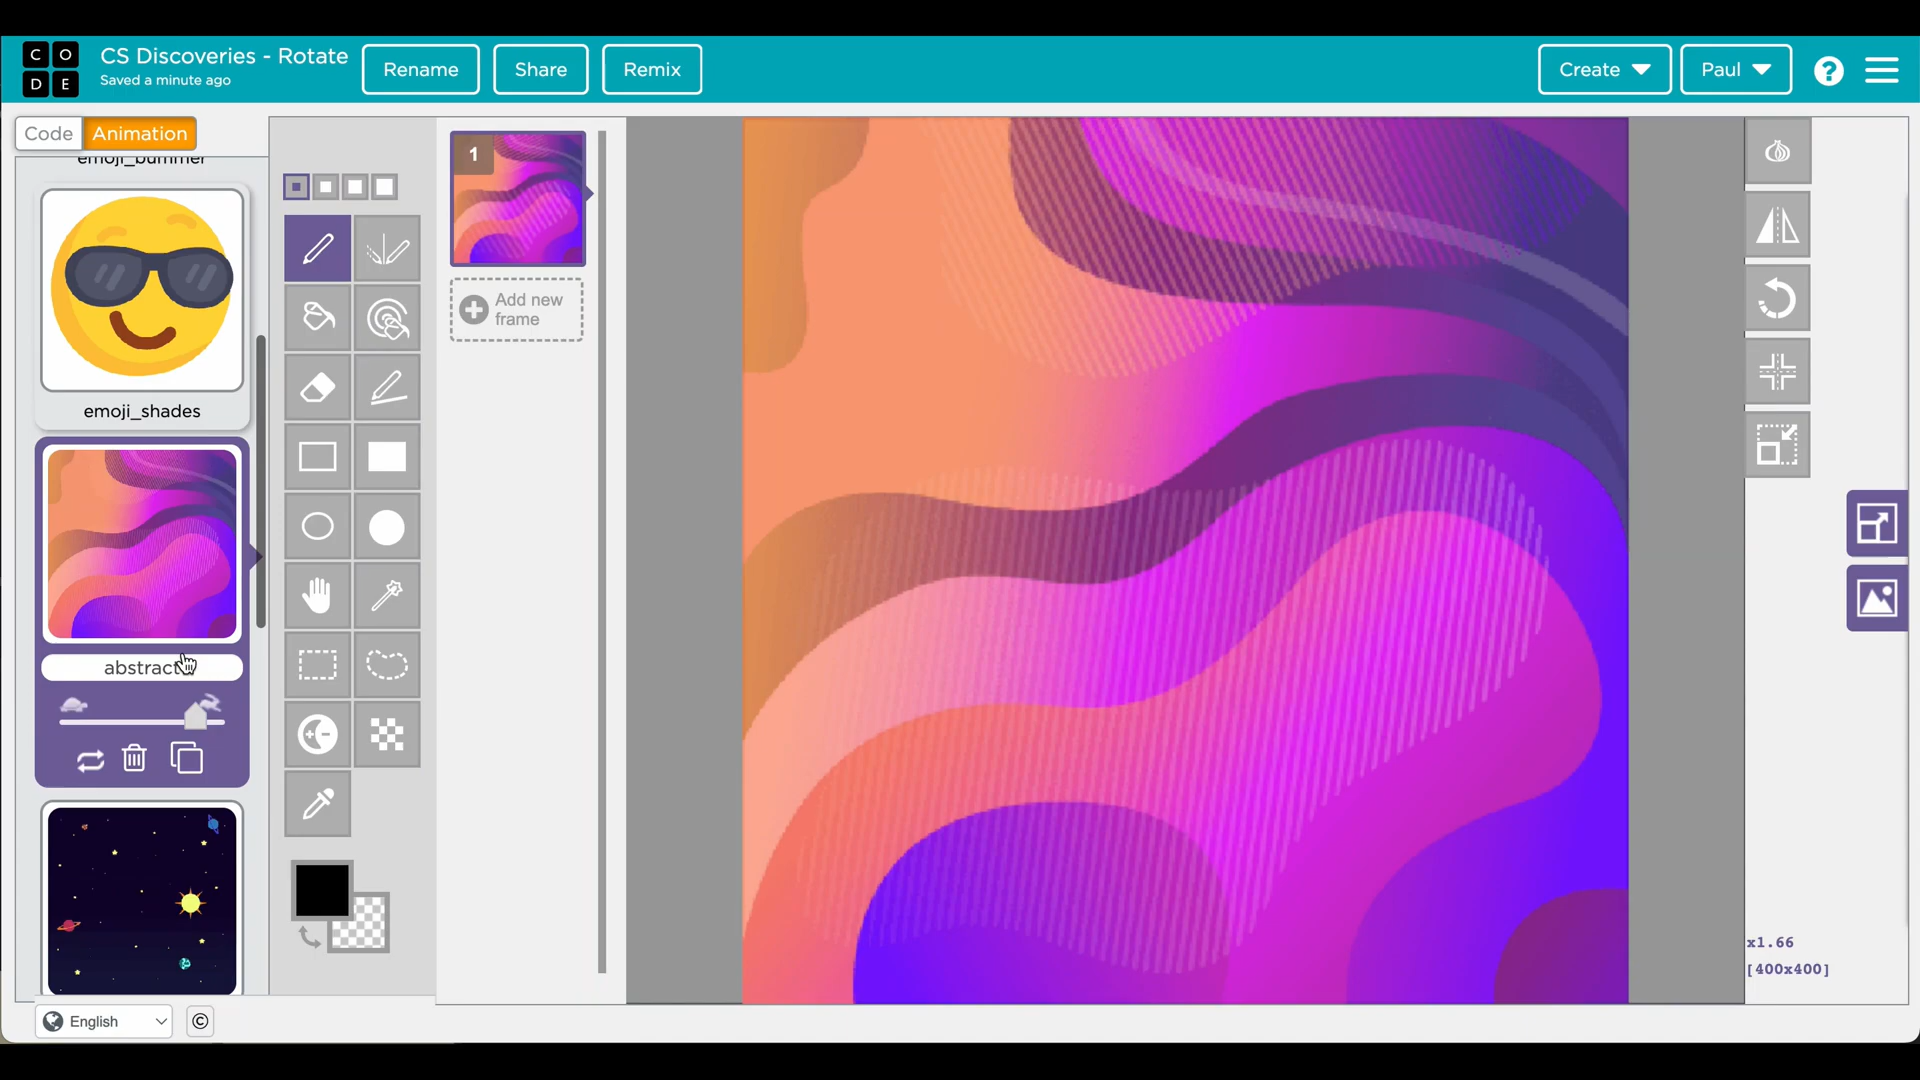 C O
D E
CS Discoveries - Rotate
Saved a minute ago
Rename
Share
Remix
Create
Paul
?
Code
Animation
emoji_bummer
emoji_shades
abstract
1
Add new
frame
x1.66
[400x400]
English
©